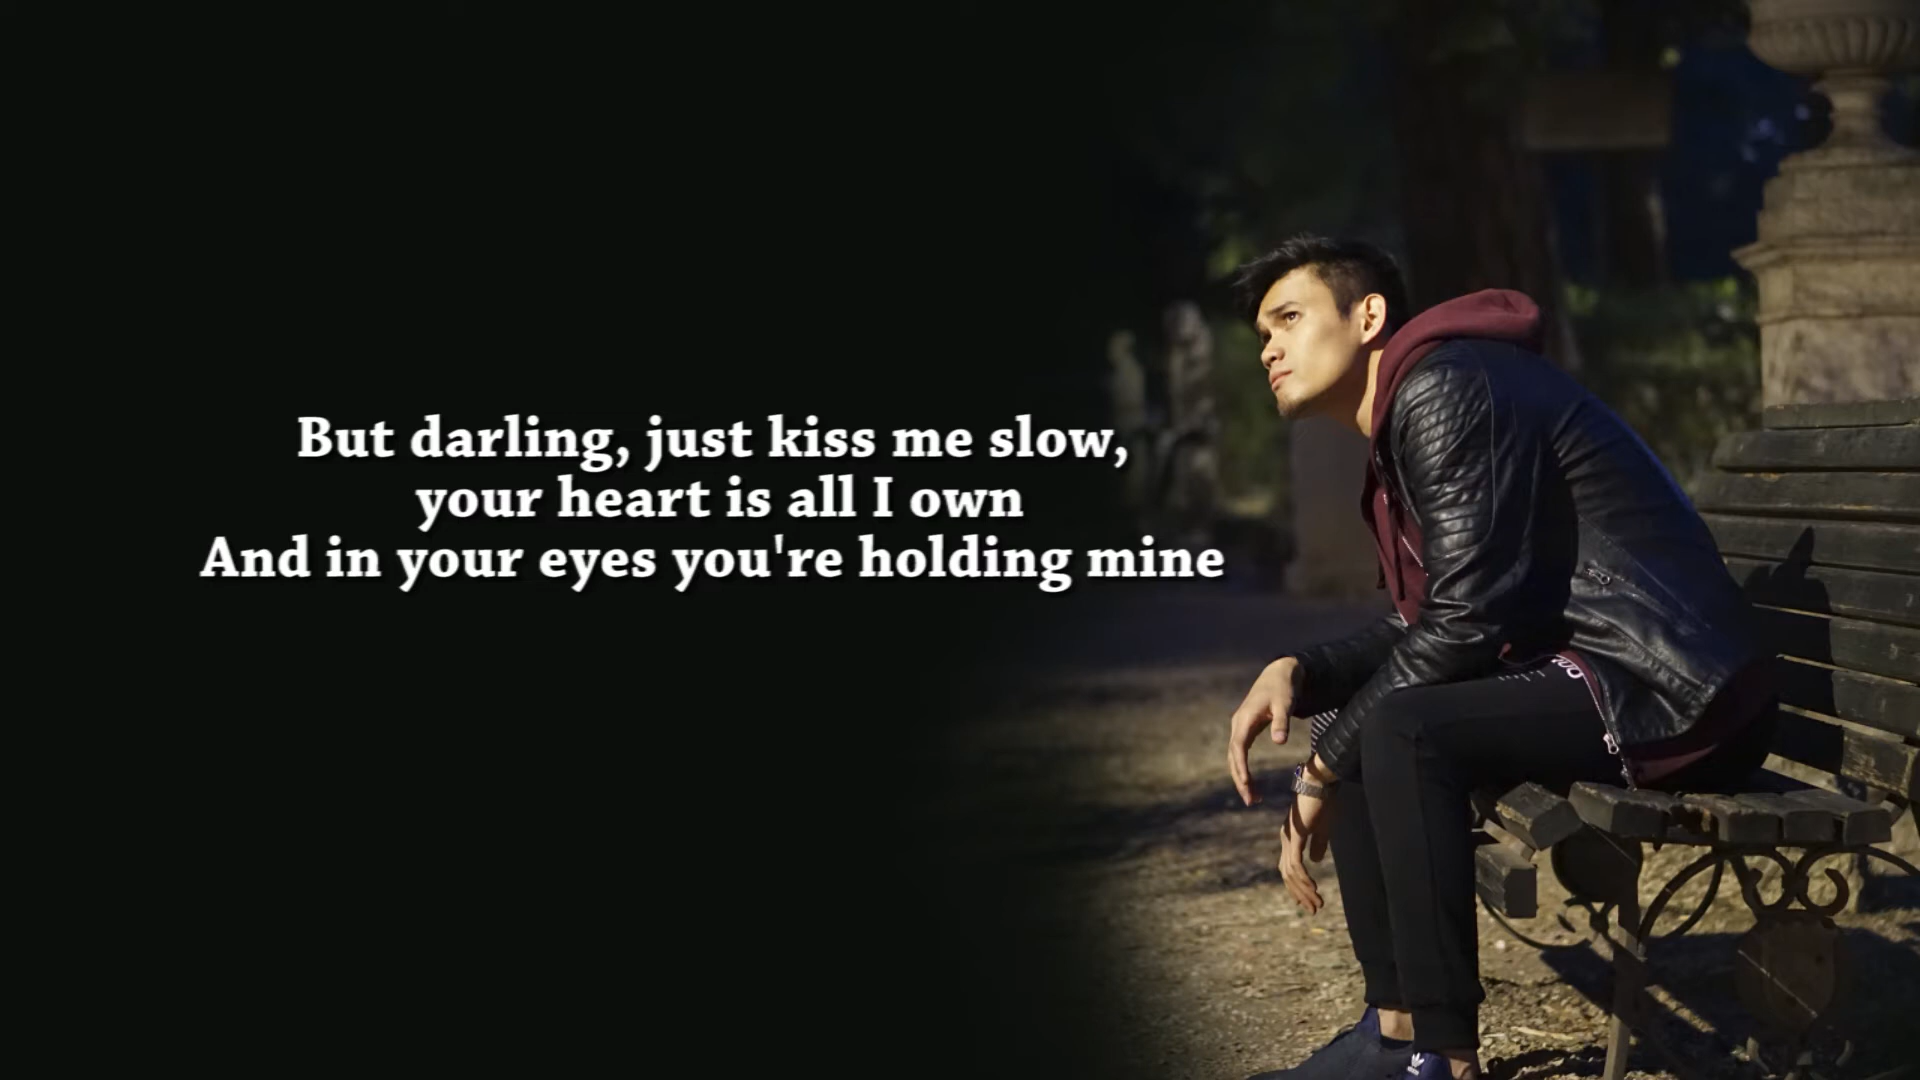 But darling, just kiss me slow,
your heart is all I own
And in your eyes you're holding mine